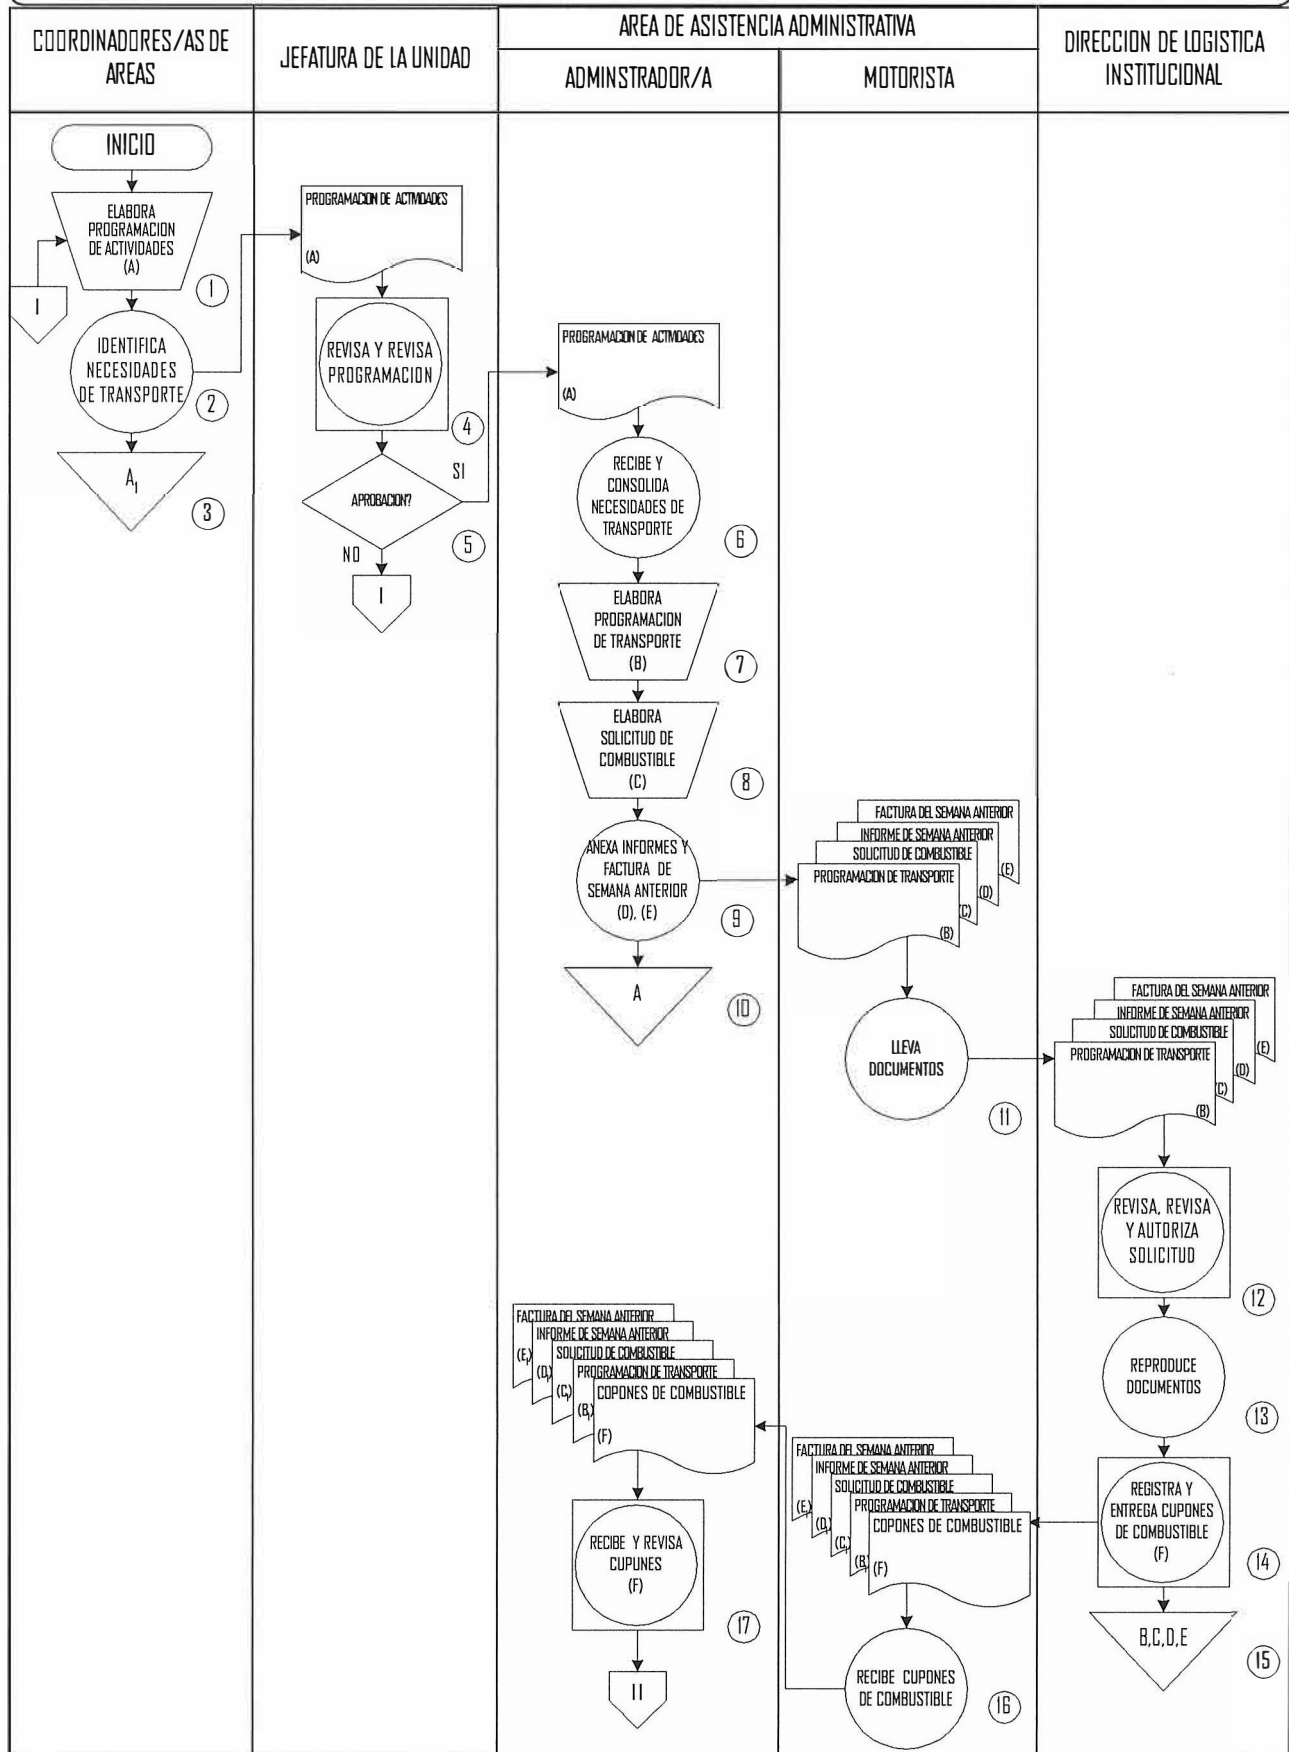 COORDINADORES/AS DE
AREAS
JEFATURA DE LA UNIDAD
AREA DE ASISTENCIA ADMINISTRATIVA
ADMINSTRADOR/A
MOTORISTA
DIRECCION DE LOGISTICA
INSTITUCIONAL
INICIO
ELABORA
PROGRAMACION
DE ACTIVIDADES
(A)
1
I
IDENTIFICA
NECESIDADES
DE TRANSPORTE
2
A1
3
PROGRAMACION DE ACTIVIDADES
(A)
REVISA Y REVISA
PROGRAMACION
4
SI
APROBACION?
5
NO
I
PROGRAMACION DE ACTIVIDADES
(A)
RECIBE Y
CONSOLIDA
NECESIDADES DE
TRANSPORTE
6
ELABORA
PROGRAMACION
DE TRANSPORTE
(B)
7
ELABORA
SOLICITUD DE
COMBUSTIBLE
(C)
8
ANEXA INFORMES Y
FACTURA DE
SEMANA ANTERIOR
(D), (E)
9
A
10
FACTURA DEL SEMANA ANTERIOR
INFORME DE SEMANA ANTERIOR
SOLICITUD DE COMBUSTIBLE
PROGRAMACION DE TRANSPORTE
(E)
(D)
(C)
(B)
LLEVA
DOCUMENTOS
11
FACTURA DEL SEMANA ANTERIOR
INFORME DE SEMANA ANTERIOR
SOLICITUD DE COMBUSTIBLE
PROGRAMACION DE TRANSPORTE
(E)
(D)
(C)
(B)
REVISA, REVISA
Y AUTORIZA
SOLICITUD
12
REPRODUCE
DOCUMENTOS
13
REGISTRA Y
ENTREGA CUPONES
DE COMBUSTIBLE
(F)
14
B,C,D,E
15
FACTURA DEL SEMANA ANTERIOR
INFORME DE SEMANA ANTERIOR
SOLICITUD DE COMBUSTIBLE
PROGRAMACION DE TRANSPORTE
COPONES DE COMBUSTIBLE
(E1)
(D1)
(C1)
(B1)
(F)
RECIBE CUPONES
DE COMBUSTIBLE
16
FACTURA DEL SEMANA ANTERIOR
INFORME DE SEMANA ANTERIOR
SOLICITUD DE COMBUSTIBLE
PROGRAMACION DE TRANSPORTE
COPONES DE COMBUSTIBLE
(E1)
(D1)
(C1)
(B1)
(F)
RECIBE Y REVISA
CUPUNES
(F)
17
II